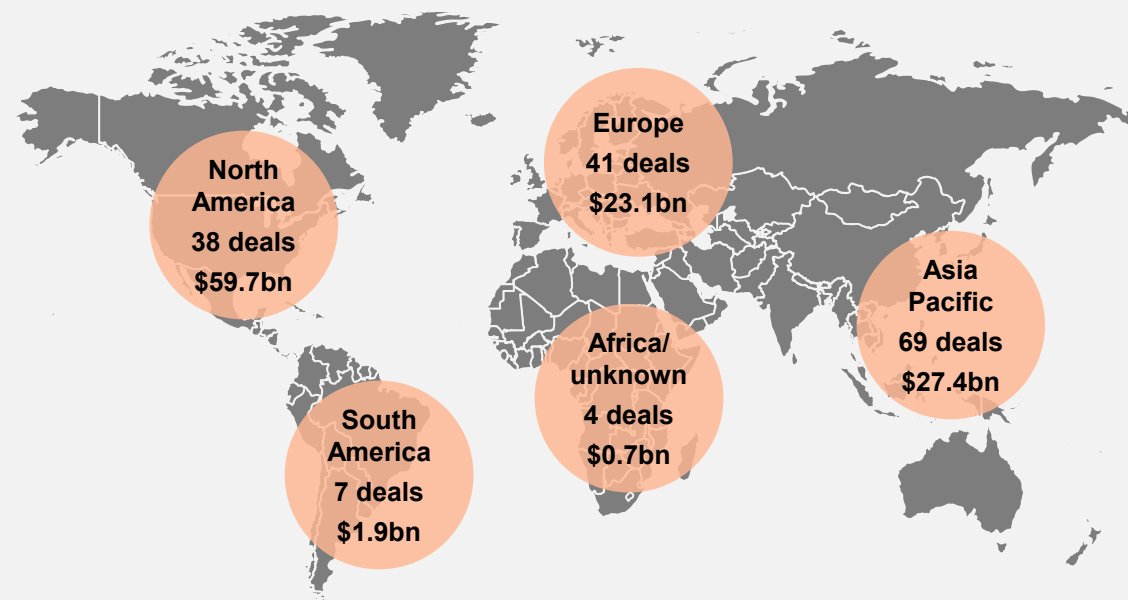 North
America
38 deals
$59.7bn
Europe
41 deals
$23.1bn
Asia
Pacific
69 deals
$27.4bn
Africa/
unknown
4 deals
$0.7bn
South
America
7 deals
$1.9bn